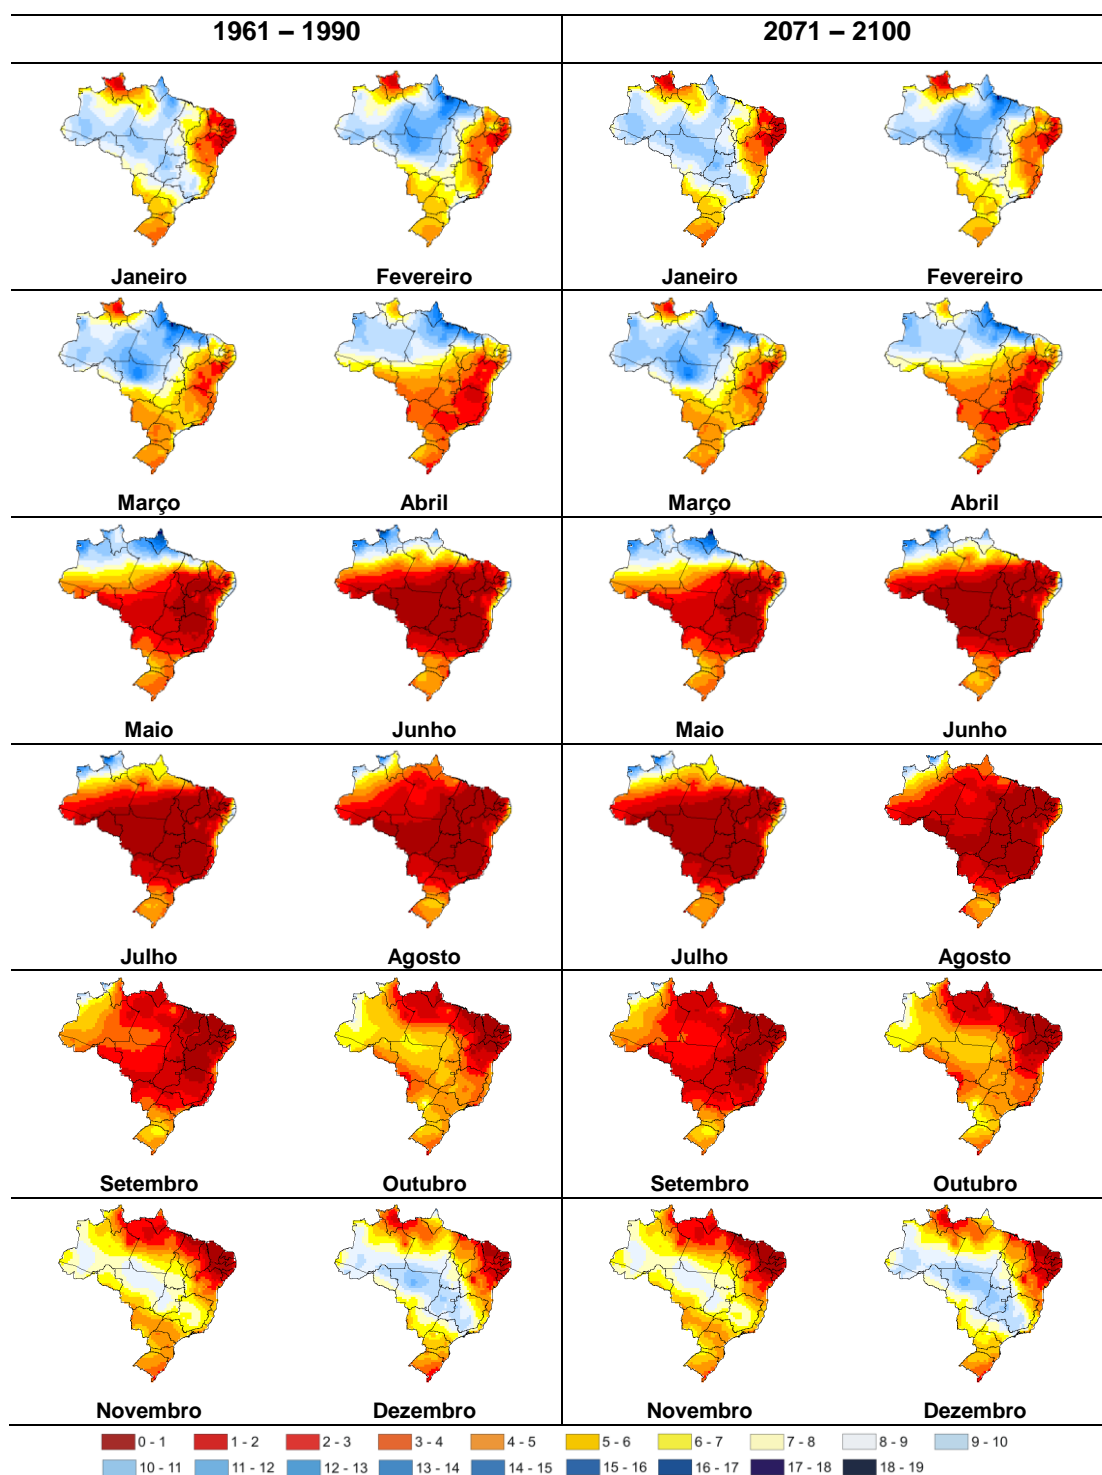 1961 – 1990 2071 – 2100
Janeiro Fevereiro Janeiro Fevereiro
Março Abril Março Abril
Maio Junho Maio Junho
Julho Agosto Julho Agosto
Setembro Outubro Setembro Outubro
Novembro Dezembro Novembro Dezembro
0 - 1 1 - 2 2 - 3 3 - 4 4 - 5 5 - 6 6 - 7 7 - 8 8 - 9 9 - 10
10 - 11 11 - 12 12 - 13 13 - 14 14 - 15 15 - 16 16 - 17 17 - 18 18 - 19